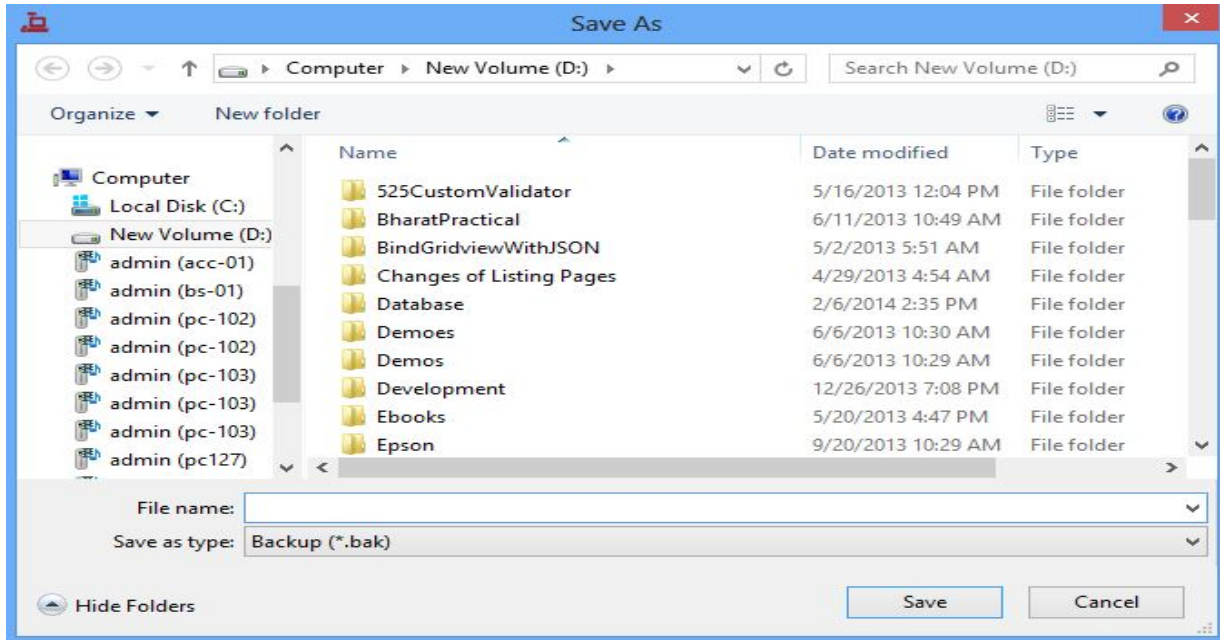 Save As
Computer New Volume (D:)
Search New Volume (D:)
Organize New folder
Name Date modified Type
Computer
Local Disk (C:)
New Volume (D:)
admin (acc-01)
admin (bs-01)
admin (pc-102)
admin (pc-102)
admin (pc-103)
admin (pc-103)
admin (pc-103)
admin (pc127)
525CustomValidator 5/16/2013 12:04 PM File folder
BharatPractical 6/11/2013 10:49 AM File folder
BindGridviewWithJSON 5/2/2013 5:51 AM File folder
Changes of Listing Pages 4/29/2013 4:54 AM File folder
Database 2/6/2014 2:35 PM File folder
Demoes 6/6/2013 10:30 AM File folder
Demos 6/6/2013 10:29 AM File folder
Development 12/26/2013 7:08 PM File folder
Ebooks 5/20/2013 4:47 PM File folder
Epson 9/20/2013 10:29 AM File folder
File name:
Save as type: Backup (*.bak)
Hide Folders Save Cancel